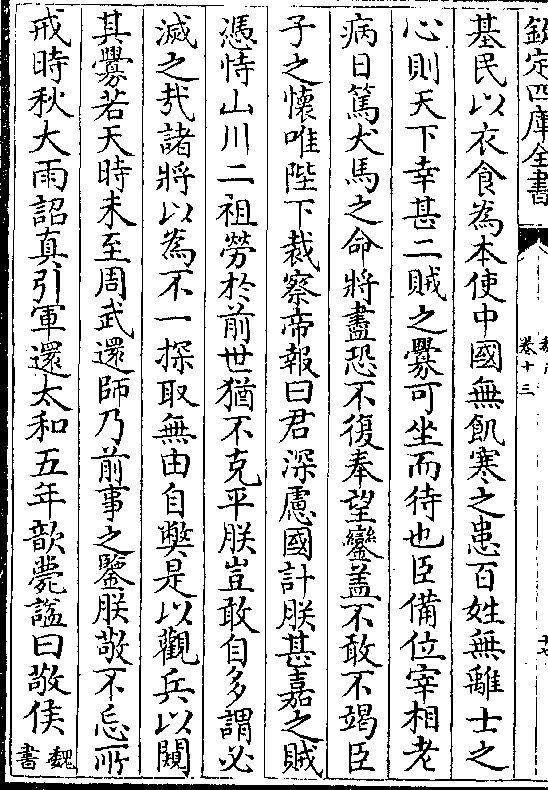 欽定四庫全書
卷十三
基民以衣食為本使中國無飢寒之患百姓無離士之
心則天下幸甚二賊之釁可坐而待也臣備位宰相老
病日篤犬馬之命將盡恐不復奉望鑾蓋不敢不竭臣
子之懷唯陛下裁察帝報曰君深慮國計朕甚嘉之賊
憑恃山川二祖勞於前世猶不克平朕豈敢自多謂必
滅之哉諸將以為不一探取無由自獘是以觀兵以闚
其釁若天時未至周武還師乃前事之鑒朕敬不忘所
戒時秋大雨詔真引軍還太和五年歆薨諡曰敬侯魏書